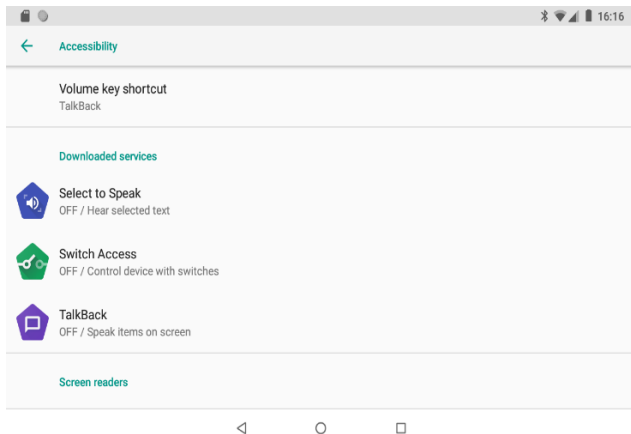 16:16
Accessibility
Volume key shortcut
TalkBack
Downloaded services
Select to Speak
OFF / Hear selected text
Switch Access
OFF / Control device with switches
TalkBack
OFF / Speak items on screen
Screen readers